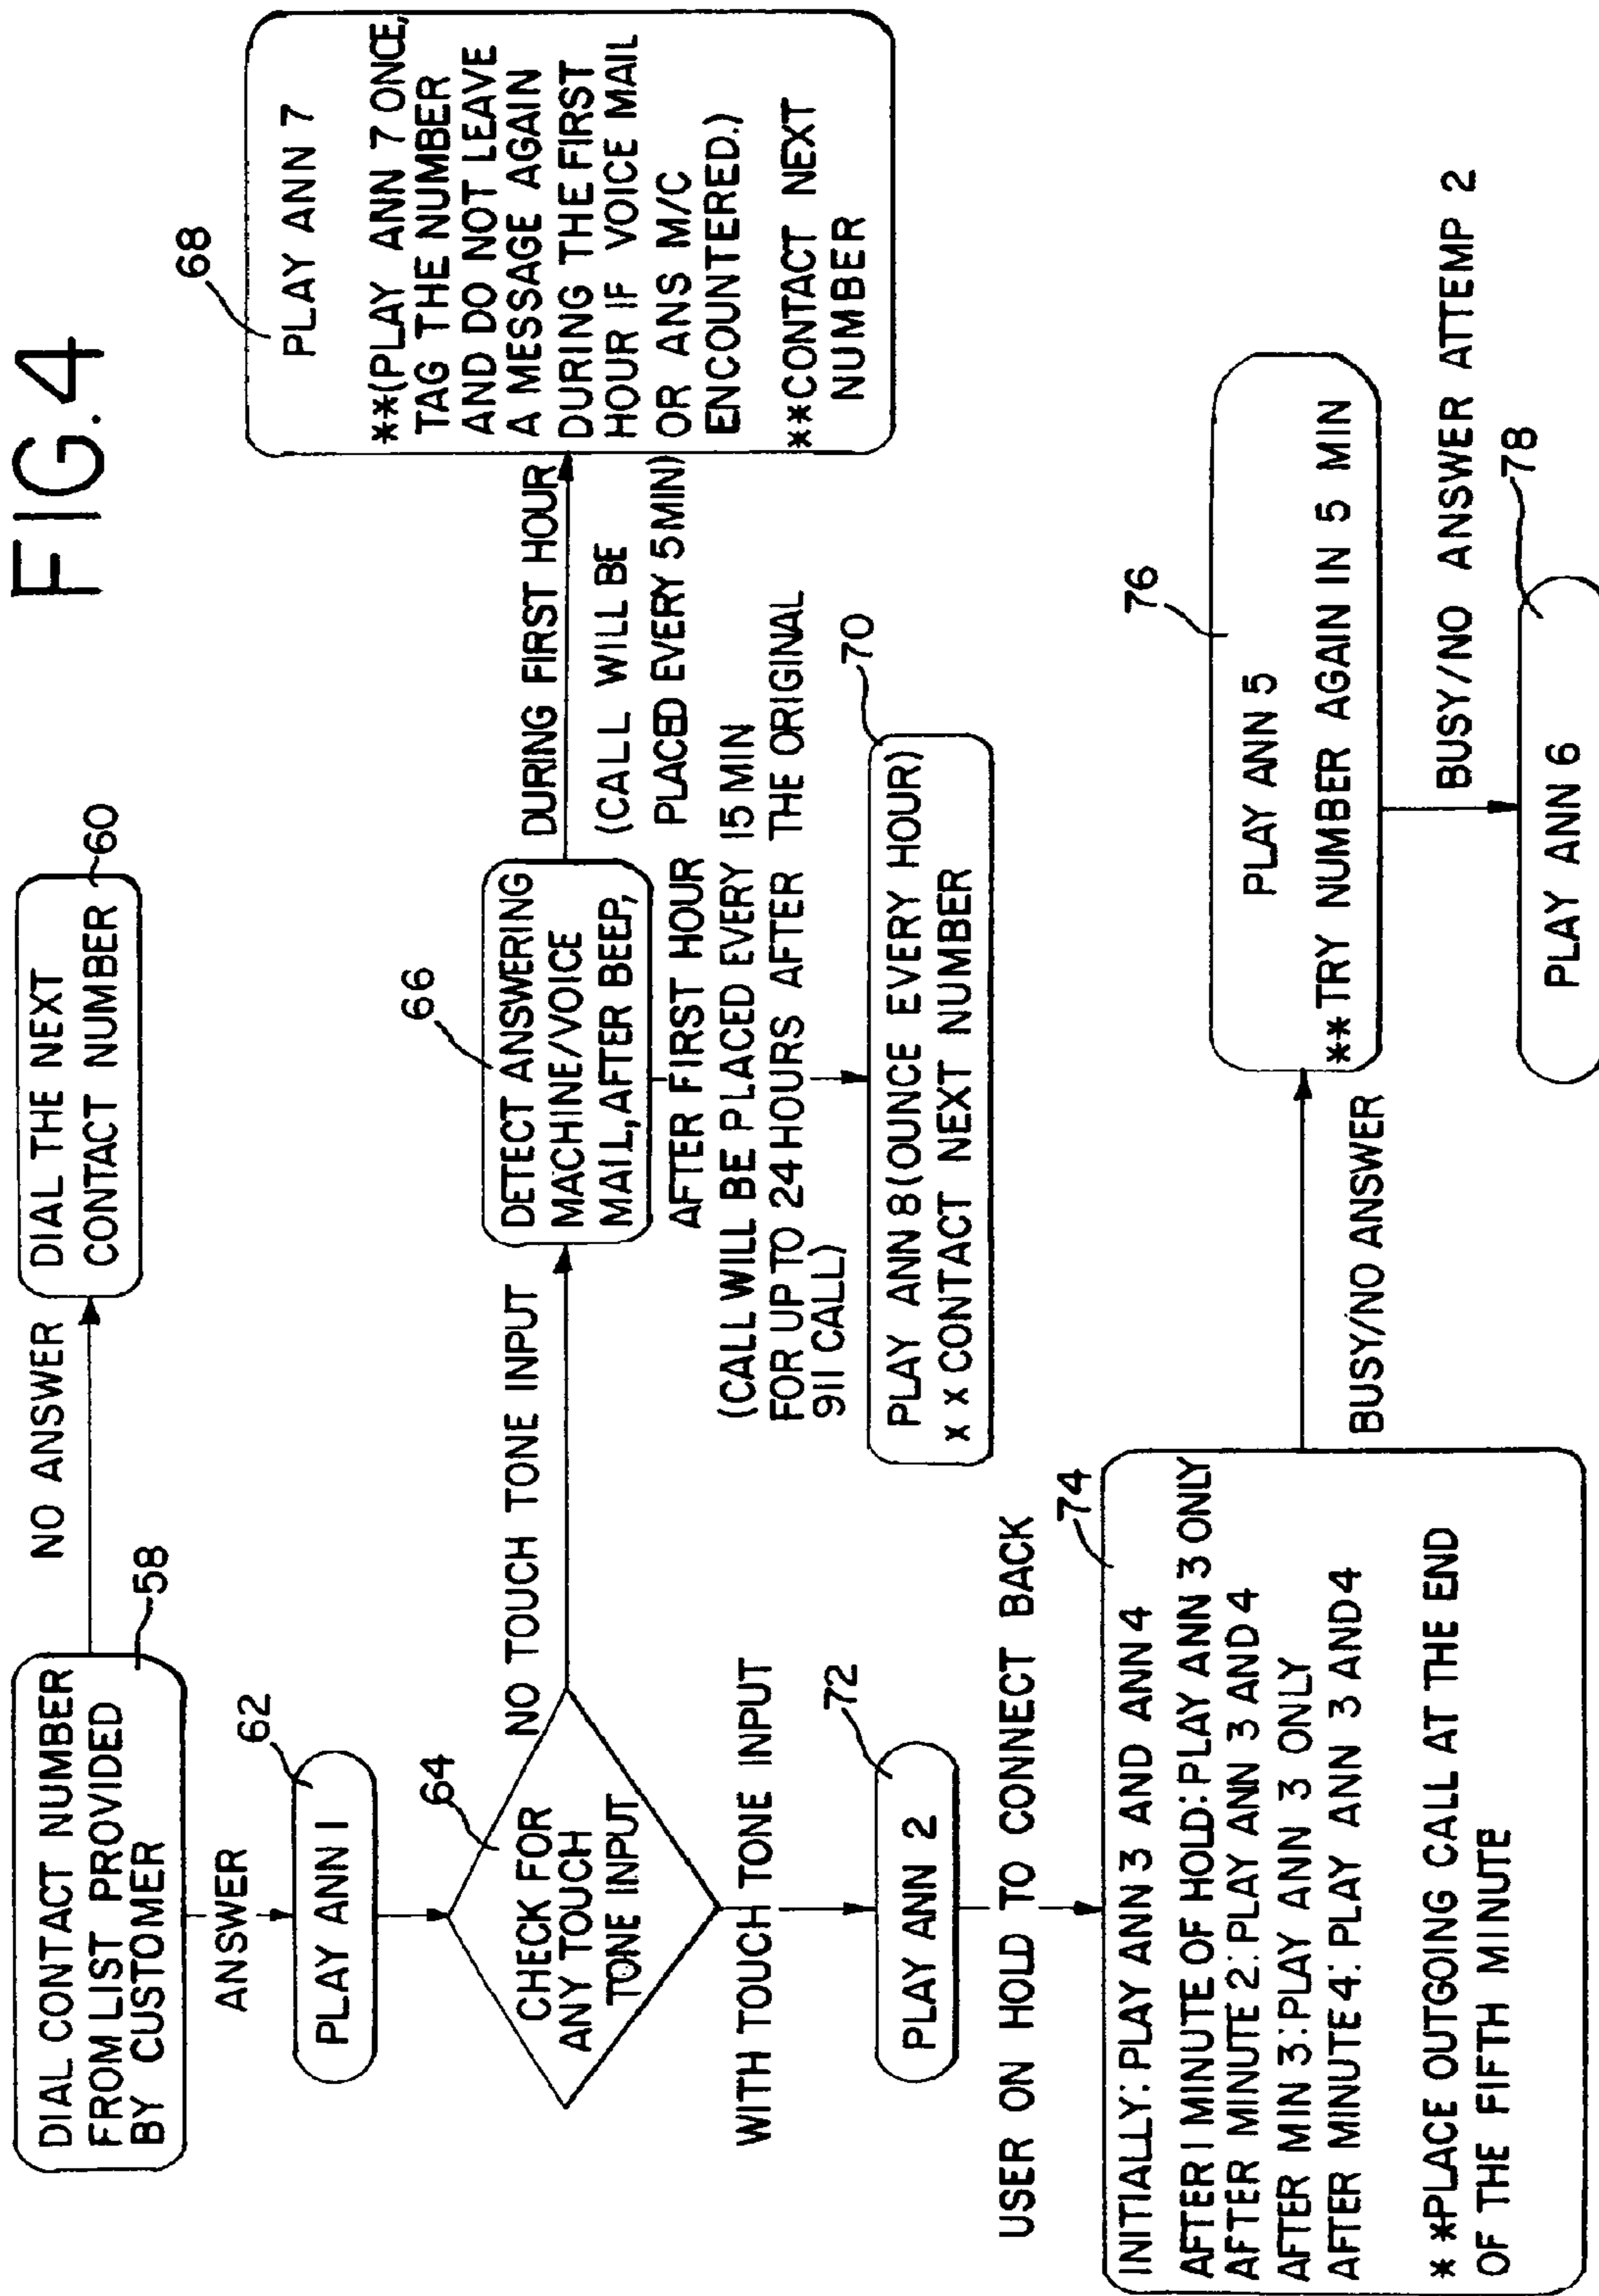 FIG.4
DIAL CONTACT NUMBER
FROM LIST PROVIDED
BY CUSTOMER
58
NO ANSWER
DIAL THE NEXT
CONTACT NUMBER
60
ANSWER
62
PLAY ANN 1
64
CHECK FOR
ANY TOUCH
TONE INPUT
NO TOUCH TONE INPUT
66
DETECT ANSWERING
MACHINE/VOICE
MAIL, AFTER BEEP,
DURING FIRST HOUR
(CALL WILL BE
PLACED EVERY 5 MIN)
68
PLAY ANN 7
**(PLAY ANN 7 ONCE,
TAG THE NUMBER
AND DO NOT LEAVE
A MESSAGE AGAIN
DURING THE FIRST
HOUR IF VOICE MAIL
OR ANS M/C
ENCOUNTERED.)
**CONTACT NEXT
NUMBER
AFTER FIRST HOUR
(CALL WILL BE PLACED EVERY 15 MIN
FOR UP TO 24 HOURS AFTER THE ORIGINAL
911 CALL)
70
PLAY ANN 8 (OUNCE EVERY HOUR)
x x CONTACT NEXT NUMBER
WITH TOUCH TONE INPUT
72
PLAY ANN 2
USER ON HOLD TO CONNECT BACK
74
INITIALLY: PLAY ANN 3 AND ANN 4
AFTER 1 MINUTE OF HOLD: PLAY ANN 3 ONLY
AFTER MINUTE 2: PLAY ANN 3 AND 4
AFTER MIN 3: PLAY ANN 3 ONLY
AFTER MINUTE 4: PLAY ANN 3 AND 4
**PLACE OUTGOING CALL AT THE END
OF THE FIFTH MINUTE
BUSY/NO ANSWER
76
PLAY ANN 5
**TRY NUMBER AGAIN IN 5 MIN
BUSY/NO ANSWER ATTEMP 2
78
PLAY ANN 6